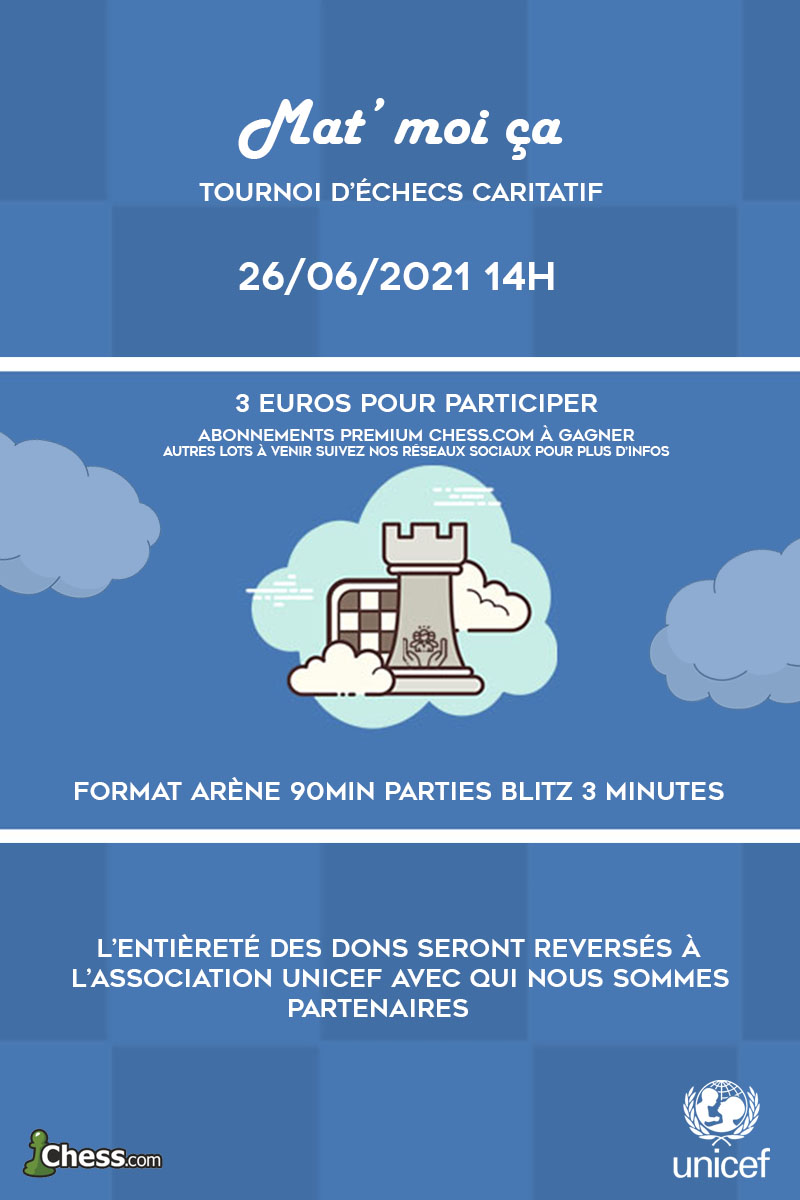 Mat' moi ça
TOURNOI D'ÉCHECS CARITATIF
26/06/2021 14H
3 EUROS POUR PARTICIPER
ABONNEMENTS PREMIUM CHESS.COM À GAGNER
AUTRES LOTS À VENIR SUIVEZ NOS RÉSEAUX SOCIAUX POUR PLUS D'INFOS
FORMAT ARÈNE 90MIN PARTIES BLITZ 3 MINUTES
L'ENTIÈRETÉ DES DONS SERONT REVERSÉS À
L'ASSOCIATION UNICEF AVEC QUI NOUS SOMMES
PARTENAIRES
Chess.com
unicef